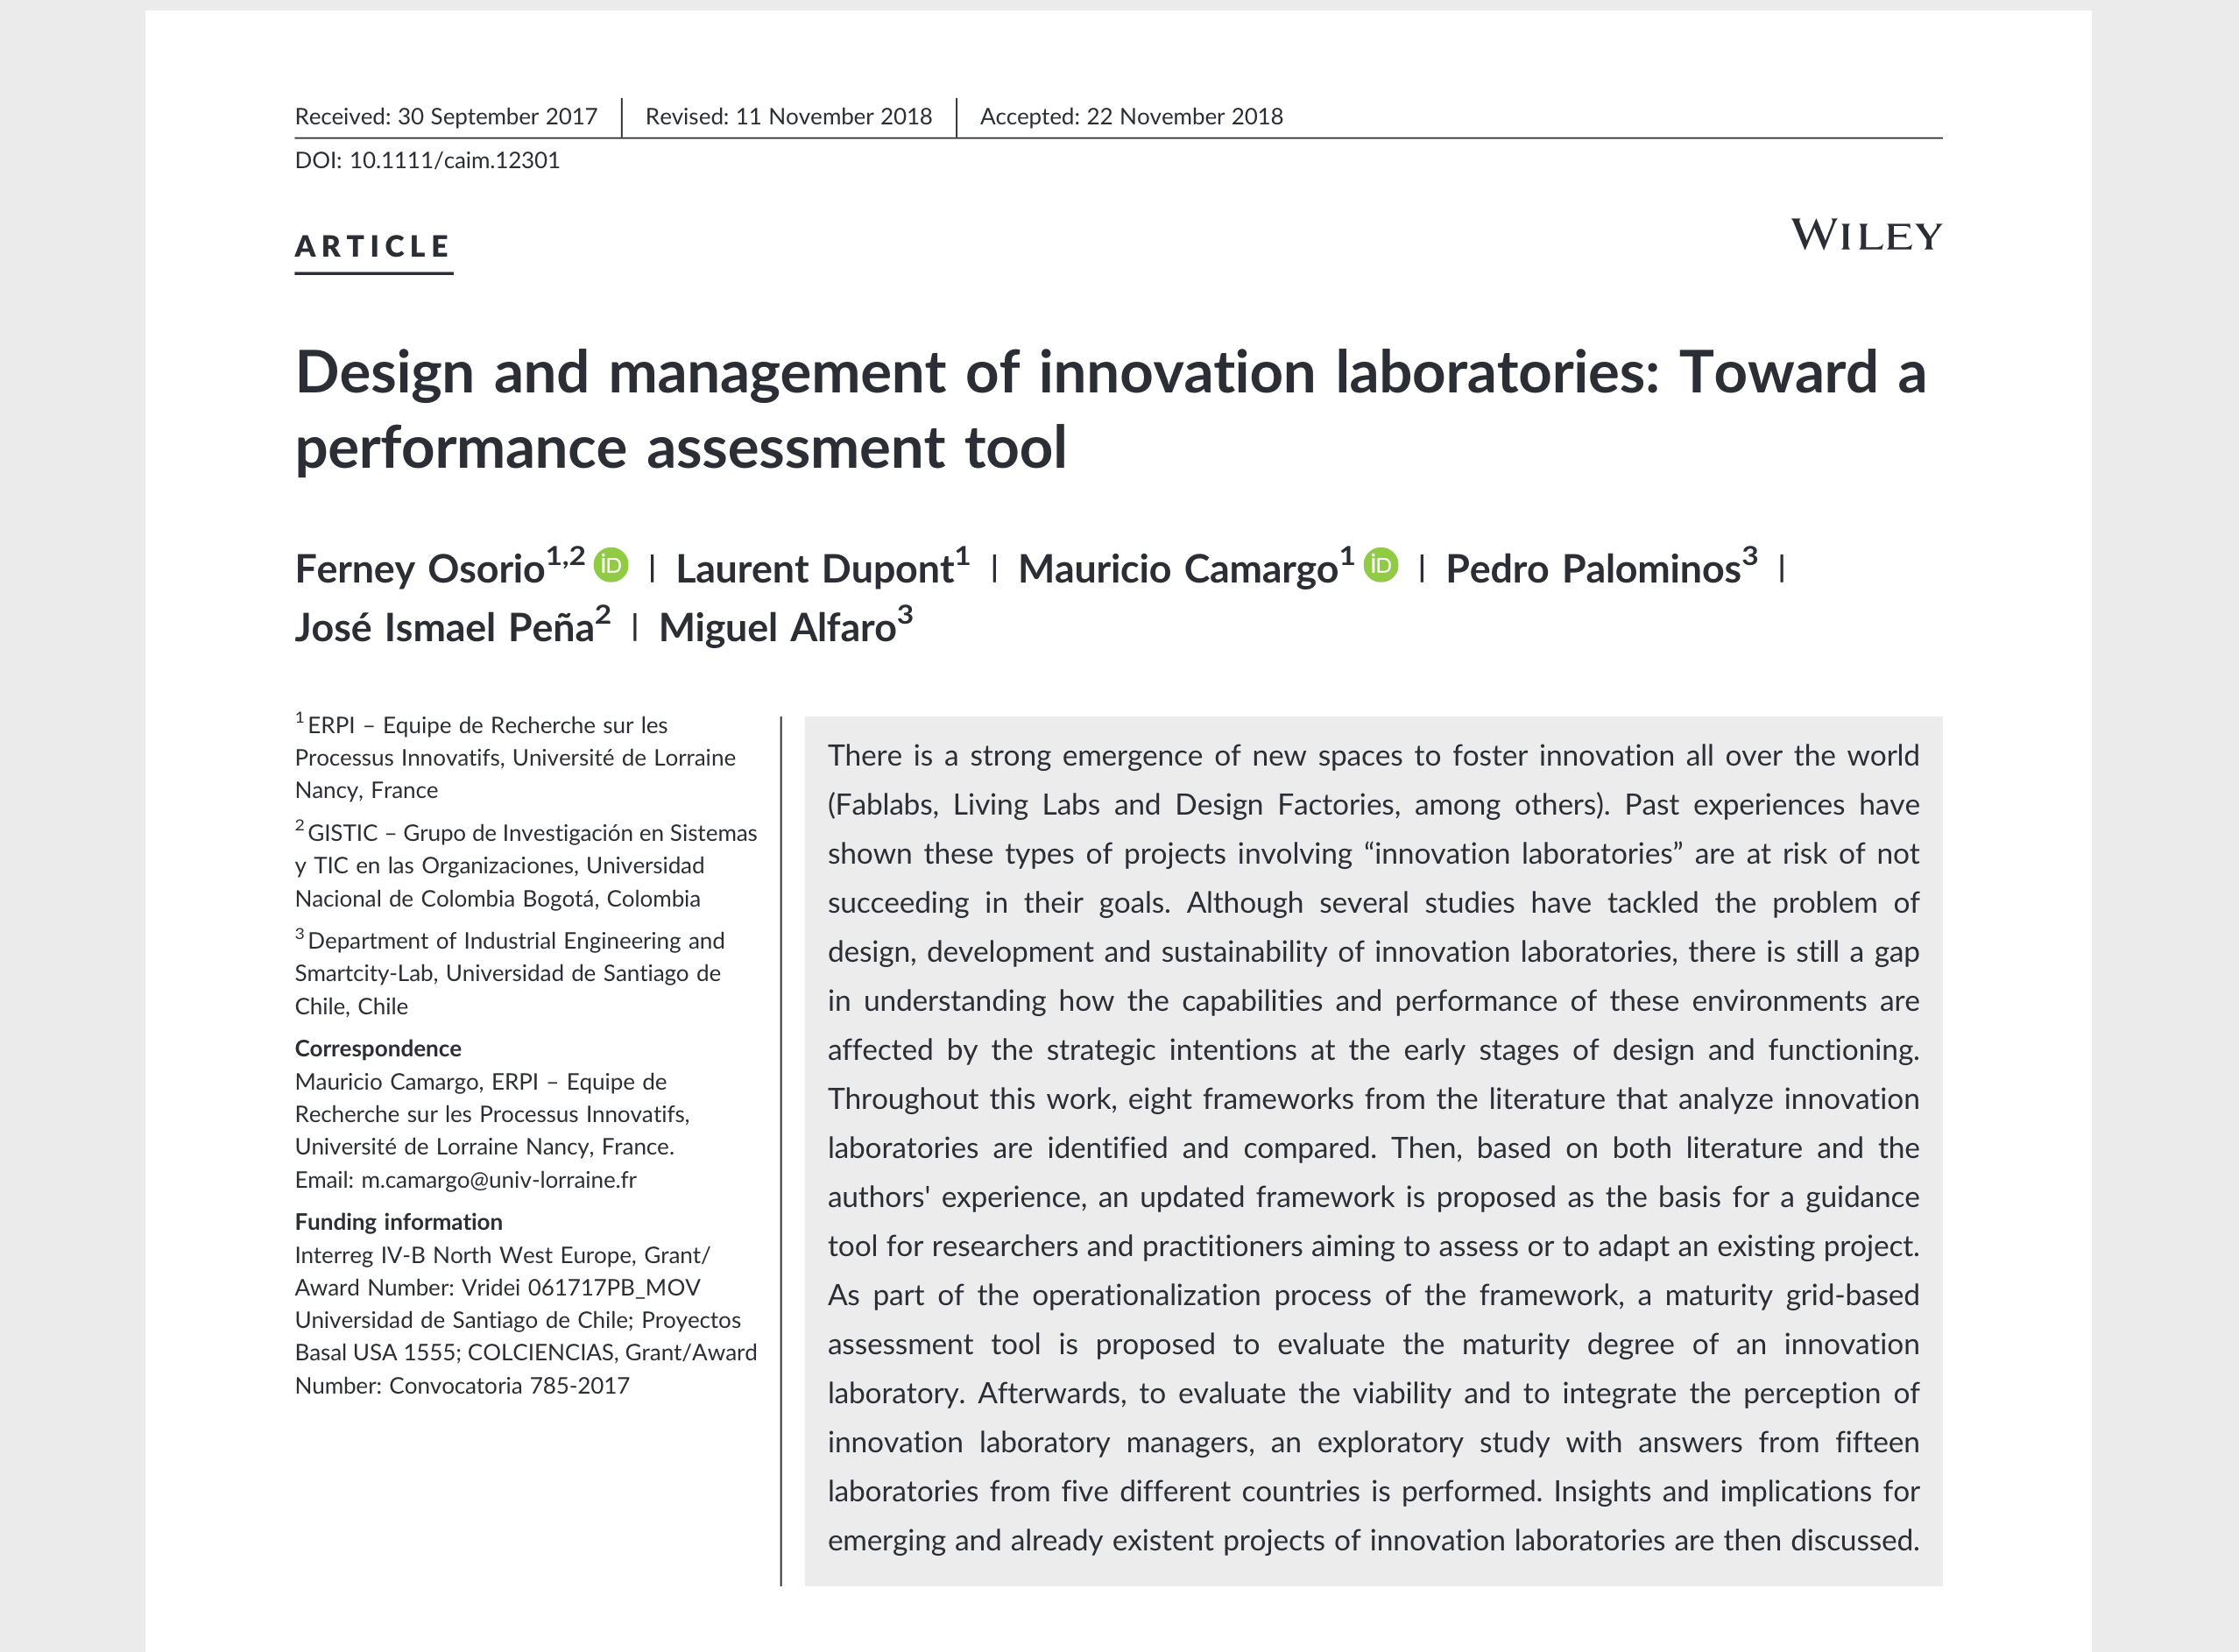 Received: 30 September 2017 | Revised: 11 November 2018 | Accepted: 22 November 2018
DOI: 10.1111/caim.12301
ARTICLE
WILEY
Design and management of innovation laboratories: Toward a
performance assessment tool
Ferney Osorio1,2 iD | Laurent Dupont1 | Mauricio Camargo1 iD | Pedro Palominos3 |
José Ismael Peña2 | Miguel Alfaro3
1 ERPI – Equipe de Recherche sur les
Processus Innovatifs, Université de Lorraine
Nancy, France
2 GISTIC – Grupo de Investigación en Sistemas
y TIC en las Organizaciones, Universidad
Nacional de Colombia Bogotá, Colombia
3 Department of Industrial Engineering and
Smartcity-Lab, Universidad de Santiago de
Chile, Chile
Correspondence
Mauricio Camargo, ERPI – Equipe de
Recherche sur les Processus Innovatifs,
Université de Lorraine Nancy, France.
Email: m.camargo@univ-lorraine.fr
Funding information
Interreg IV-B North West Europe, Grant/
Award Number: Vridei 061717PB_MOV
Universidad de Santiago de Chile; Proyectos
Basal USA 1555; COLCIENCIAS, Grant/Award
Number: Convocatoria 785-2017
There is a strong emergence of new spaces to foster innovation all over the world
(Fablabs, Living Labs and Design Factories, among others). Past experiences have
shown these types of projects involving “innovation laboratories” are at risk of not
succeeding in their goals. Although several studies have tackled the problem of
design, development and sustainability of innovation laboratories, there is still a gap
in understanding how the capabilities and performance of these environments are
affected by the strategic intentions at the early stages of design and functioning.
Throughout this work, eight frameworks from the literature that analyze innovation
laboratories are identified and compared. Then, based on both literature and the
authors' experience, an updated framework is proposed as the basis for a guidance
tool for researchers and practitioners aiming to assess or to adapt an existing project.
As part of the operationalization process of the framework, a maturity grid-based
assessment tool is proposed to evaluate the maturity degree of an innovation
laboratory. Afterwards, to evaluate the viability and to integrate the perception of
innovation laboratory managers, an exploratory study with answers from fifteen
laboratories from five different countries is performed. Insights and implications for
emerging and already existent projects of innovation laboratories are then discussed.